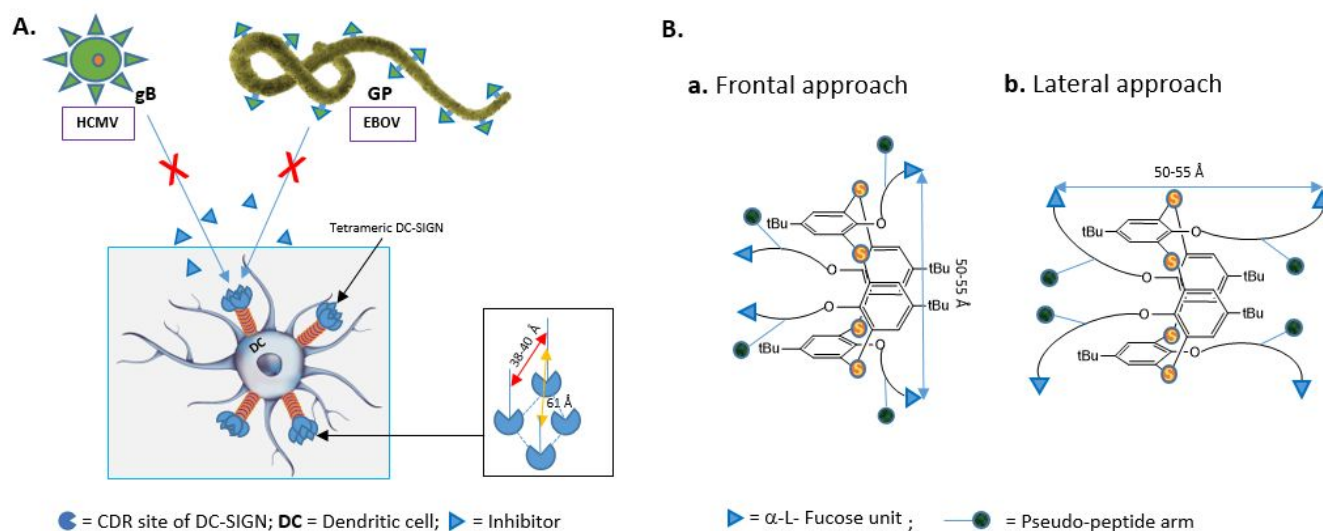 A.
gB
HCMV
GP
EBOV
Tetrameric DC-SIGN
DC
38-40 Å
61 Å
= CDR site of DC-SIGN; DC = Dendritic cell; = Inhibitor
B.
a. Frontal approach
S
tBu
O
S
tBu
O
50-55 Å
O
tBu
S
tBu
O
S
b. Lateral approach
50-55 Å
S
tBu
O
S
tBu
O
O
tBu
S
tBu
O
S
= α-L- Fucose unit ; = Pseudo-peptide arm